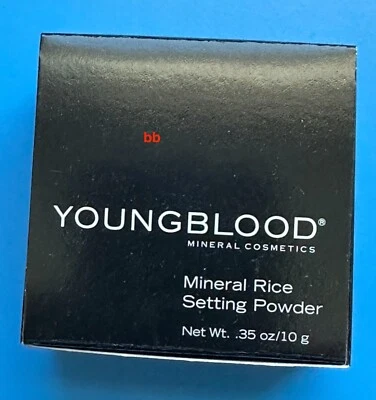 bb
YOUNGBLOOD®
MINERAL COSMETICS
Mineral Rice
Setting Powder
Net Wt. .35 oz/10 g